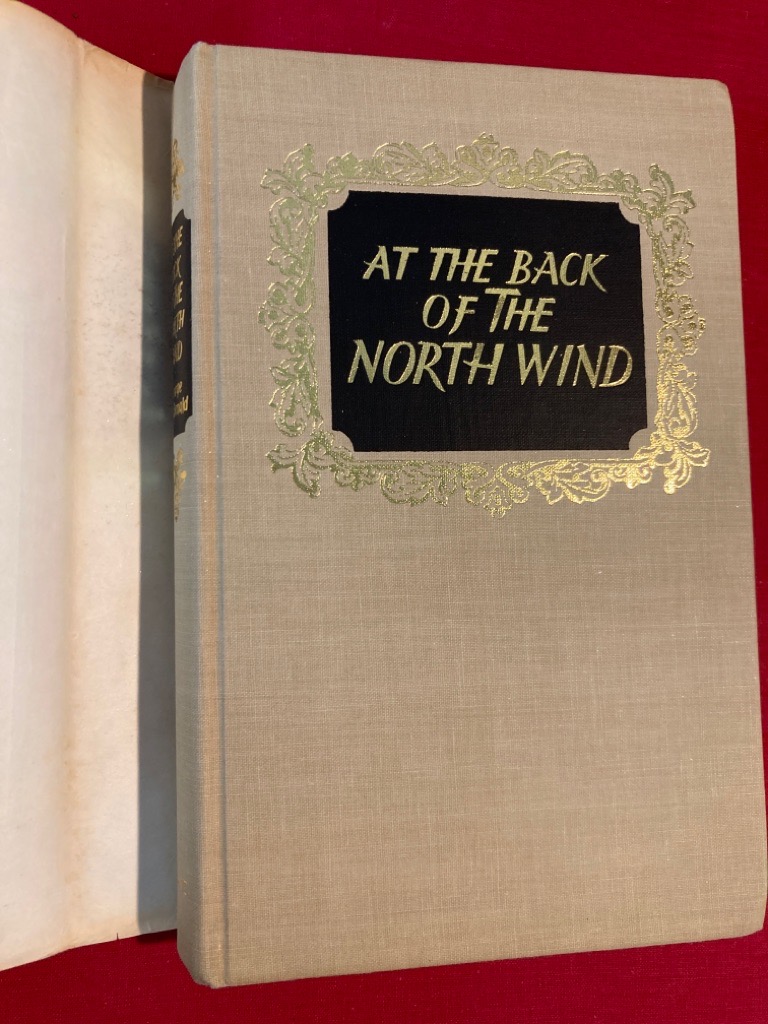 AT THE BACK
OF THE
NORTH WIND